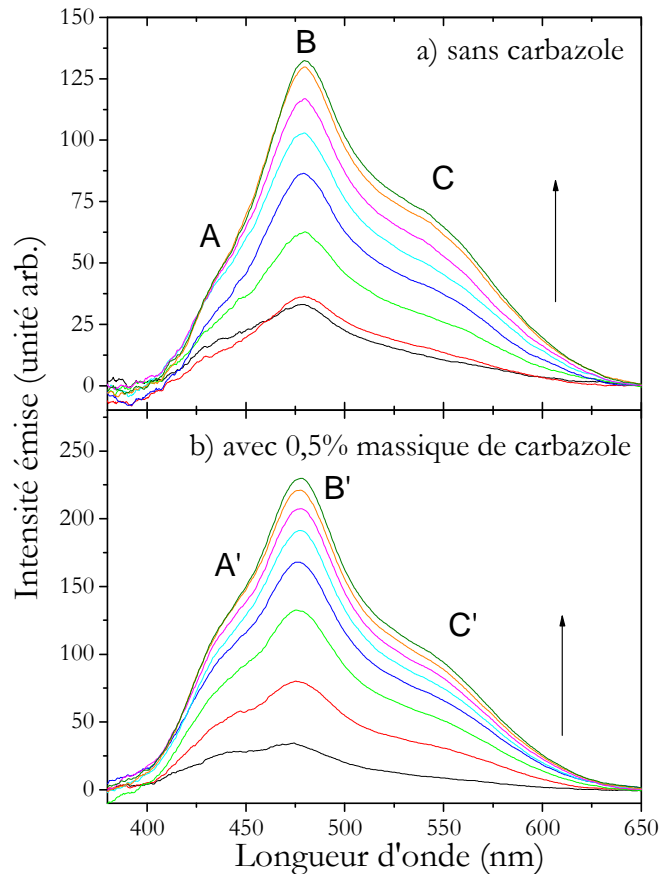 150
125
100
75
50
25
0
a) sans carbazole
A
B
C
Intensité émise (unité arb.)
250
200
150
100
50
0
b) avec 0,5% massique de carbazole
A'
B'
C'
400 450 500 550 600 650
Longueur d'onde (nm)